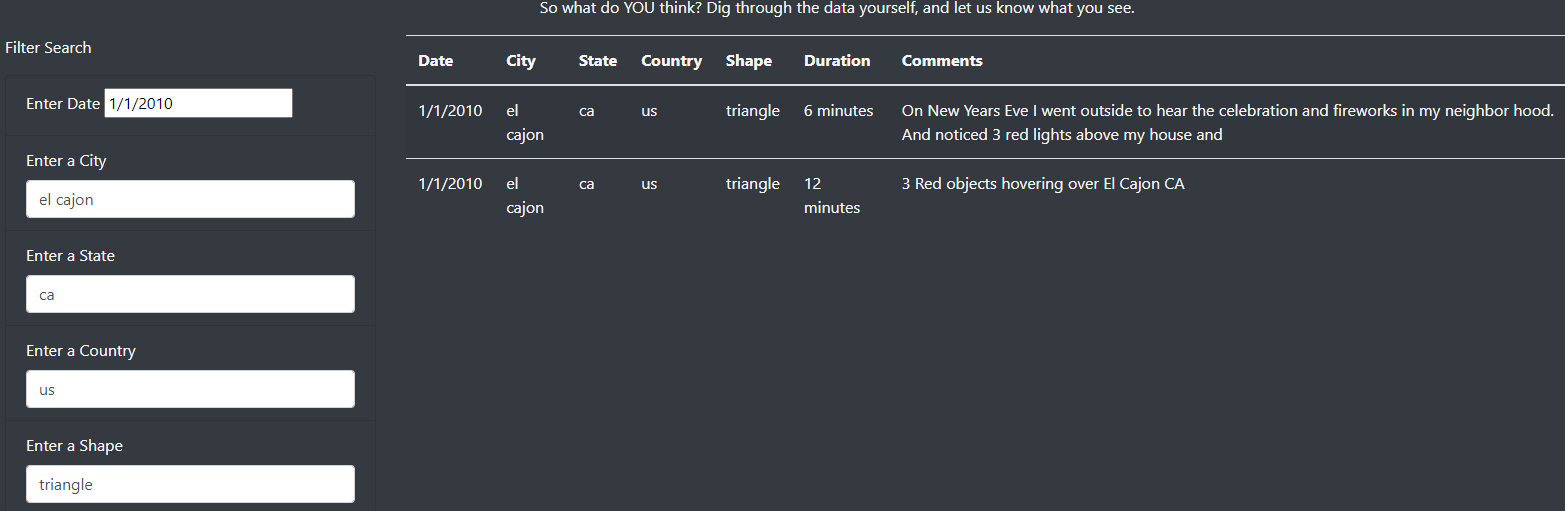 So what do YOU think? Dig through the data yourself, and let us know what you see.
Filter Search
Enter Date 1/1/2010
Enter a City
el cajon
Enter a State
ca
Enter a Country
us
Enter a Shape
triangle
Date City State Country Shape Duration Comments
1/1/2010 el cajon ca us triangle 6 minutes On New Years Eve I went outside to hear the celebration and fireworks in my neighbor hood.
And noticed 3 red lights above my house and
1/1/2010 el cajon ca us triangle 12 minutes 3 Red objects hovering over El Cajon CA